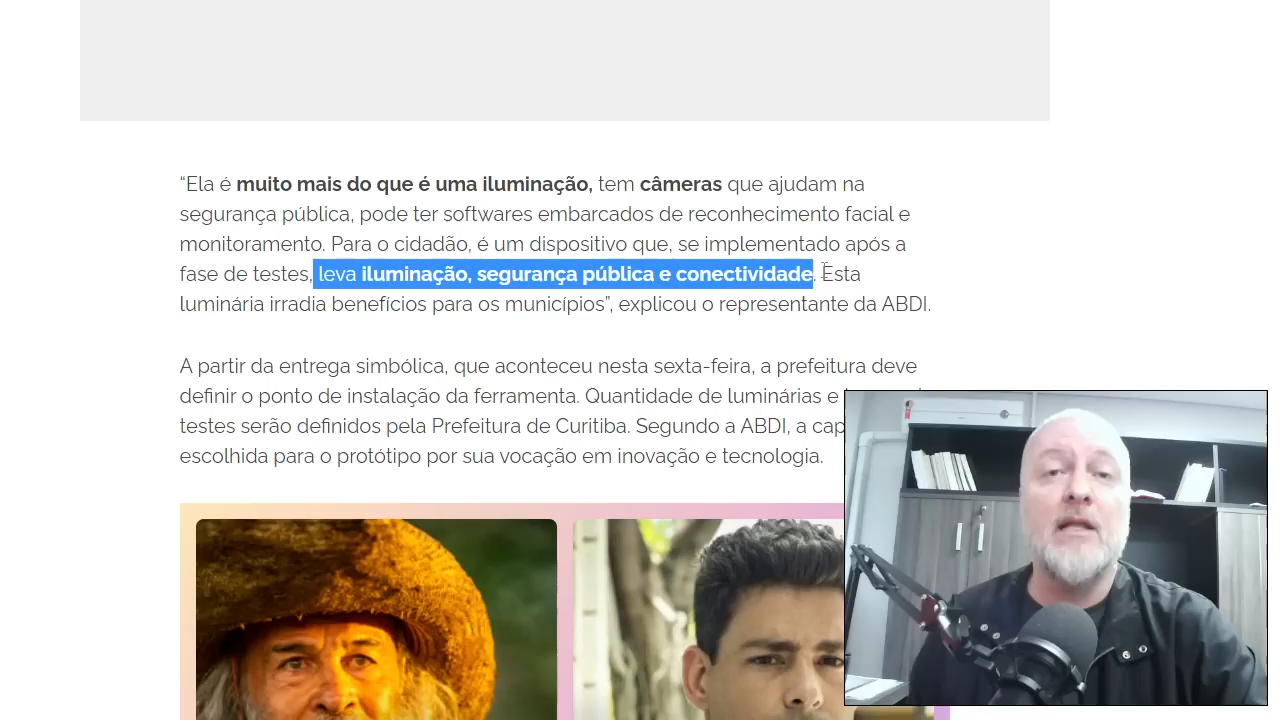 “Ela é muito mais do que é uma iluminação, tem câmeras que ajudam na
segurança pública, pode ter softwares embarcados de reconhecimento facial e
monitoramento. Para o cidadão, é um dispositivo que, se implementado após a
fase de testes, leva iluminação, segurança pública e conectividade. Esta
luminária irradia benefícios para os municípios”, explicou o representante da ABDI.
A partir da entrega simbólica, que aconteceu nesta sexta-feira, a prefeitura deve
definir o ponto de instalação da ferramenta. Quantidade de luminárias e
testes serão definidos pela Prefeitura de Curitiba. Segundo a ABDI, a
escolhida para o protótipo por sua vocação em inovação e tecnologia.